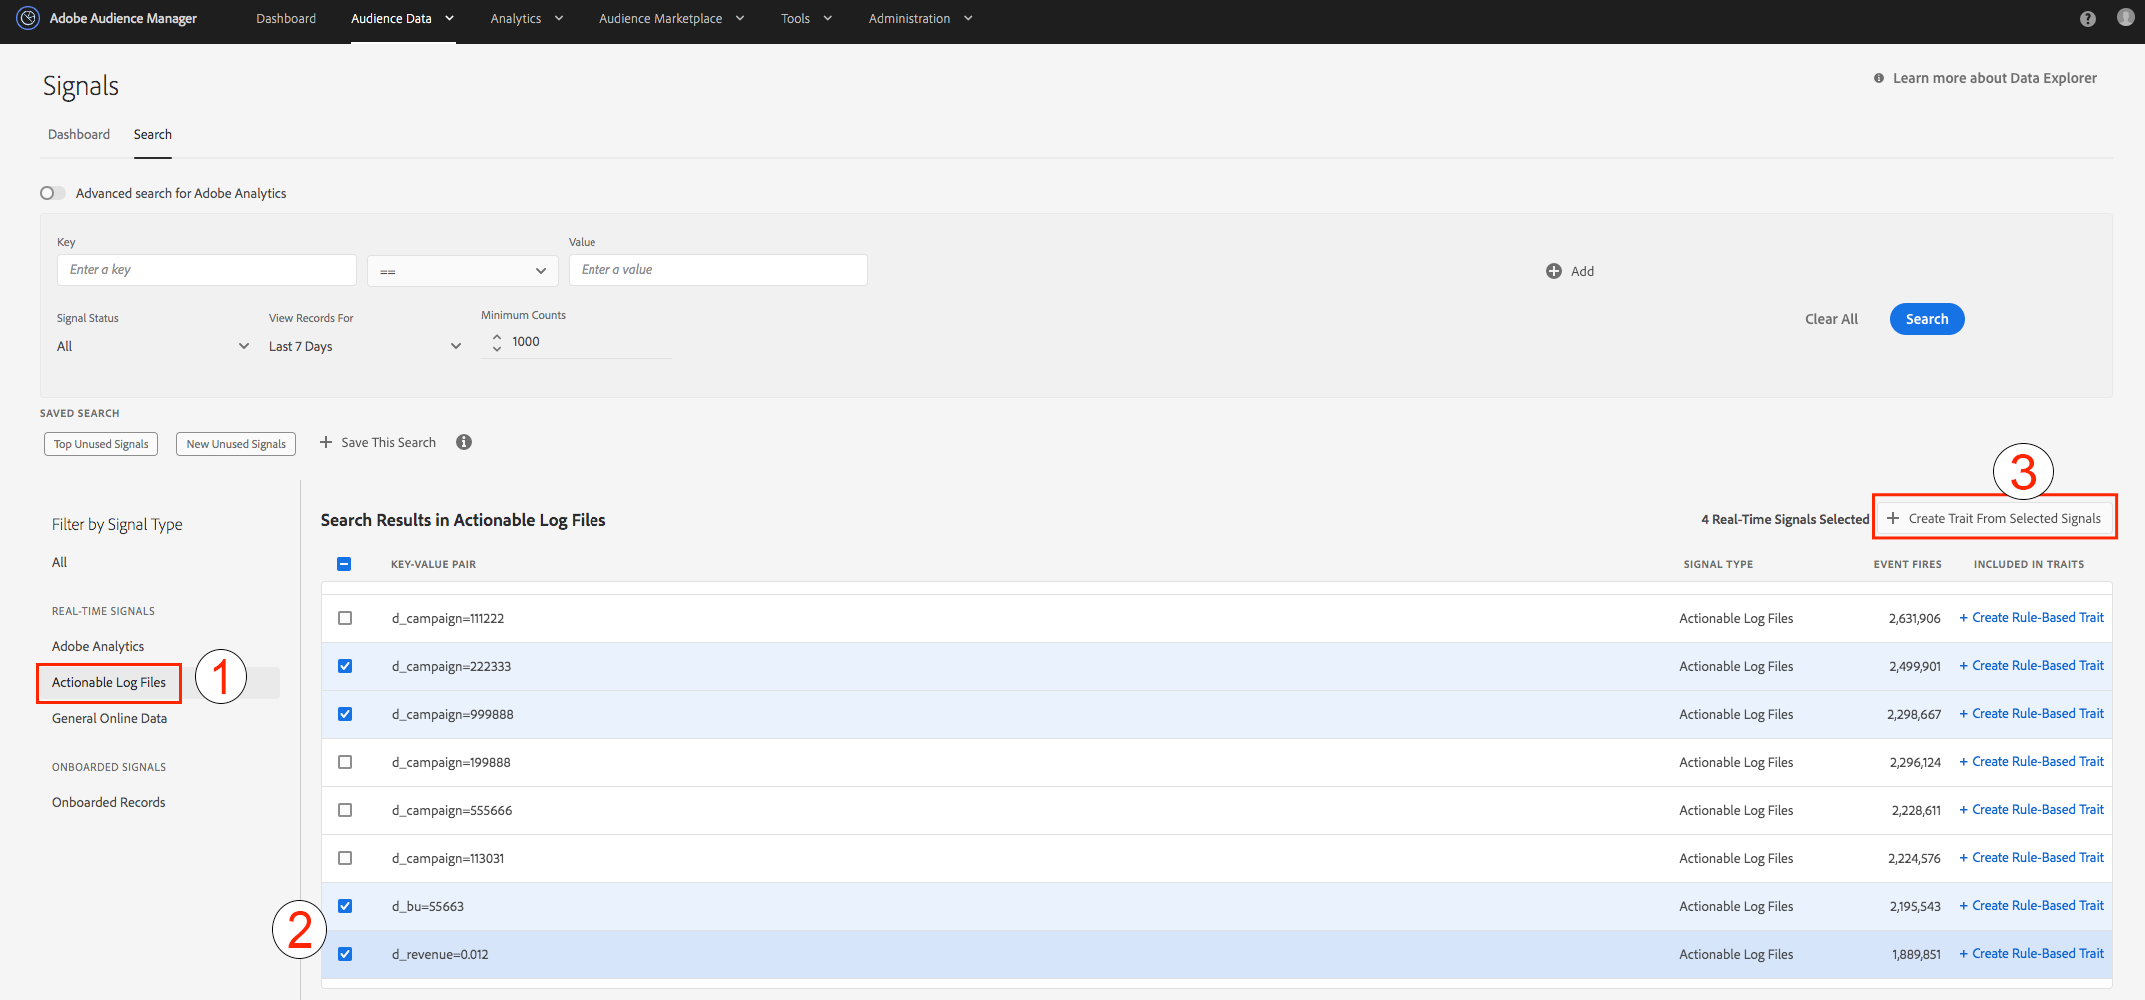 Adobe Audience Manager Dashboard Audience Data Analytics Audience Marketplace Tools Administration
Signals
Learn more about Data Explorer
Dashboard Search
Advanced search for Adobe Analytics
Key Value
Enter a key == Enter a value
Add
Signal Status View Records For Minimum Counts
All Last 7 Days 1000
Clear All Search
SAVED SEARCH
Top Unused Signals New Unused Signals + Save This Search
3
Filter by Signal Type
All
REAL-TIME SIGNALS
Adobe Analytics
Actionable Log Files 1
General Online Data
ONBOARDED SIGNALS
Onboarded Records
Search Results in Actionable Log Files 4 Real-Time Signals Selected + Create Trait From Selected Signals
KEY-VALUE PAIR SIGNAL TYPE EVENT FIRES INCLUDED IN TRAITS
d_campaign=111222 Actionable Log Files 2,631,906 + Create Rule-Based Trait
d_campaign=222333 Actionable Log Files 2,499,901 + Create Rule-Based Trait
d_campaign=999888 Actionable Log Files 2,298,667 + Create Rule-Based Trait
d_campaign=199888 Actionable Log Files 2,296,124 + Create Rule-Based Trait
d_campaign=555666 Actionable Log Files 2,228,611 + Create Rule-Based Trait
d_campaign=113031 Actionable Log Files 2,224,576 + Create Rule-Based Trait
d_bu=55663 Actionable Log Files 2,195,543 + Create Rule-Based Trait
2
d_revenue=0.012 Actionable Log Files 1,889,851 + Create Rule-Based Trait